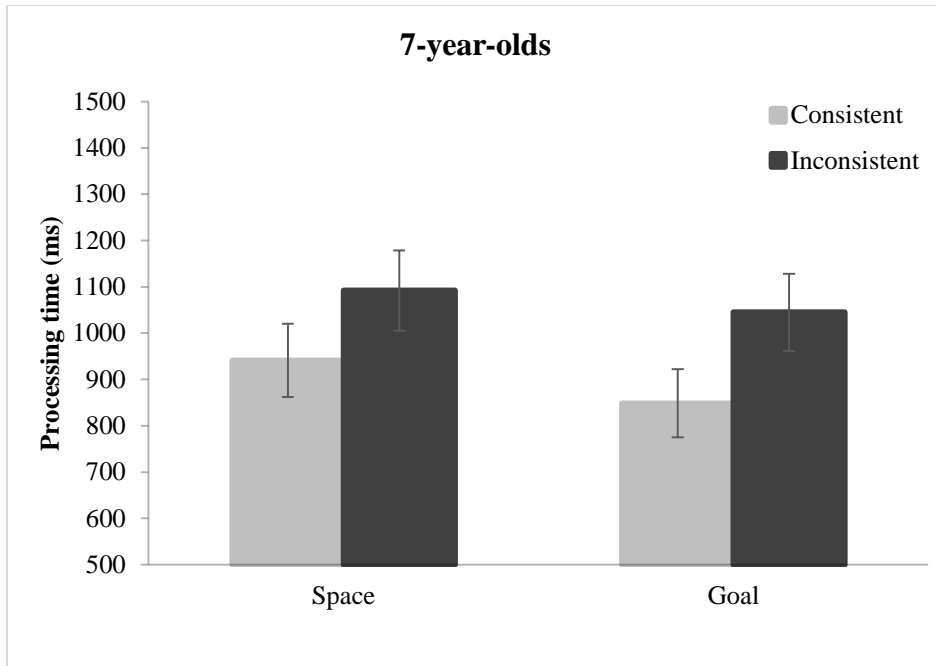 7-year-olds
Processing time (ms)
1500
1400
1300
1200
1100
1000
900
800
700
600
500
Consistent
Inconsistent
Space
Goal